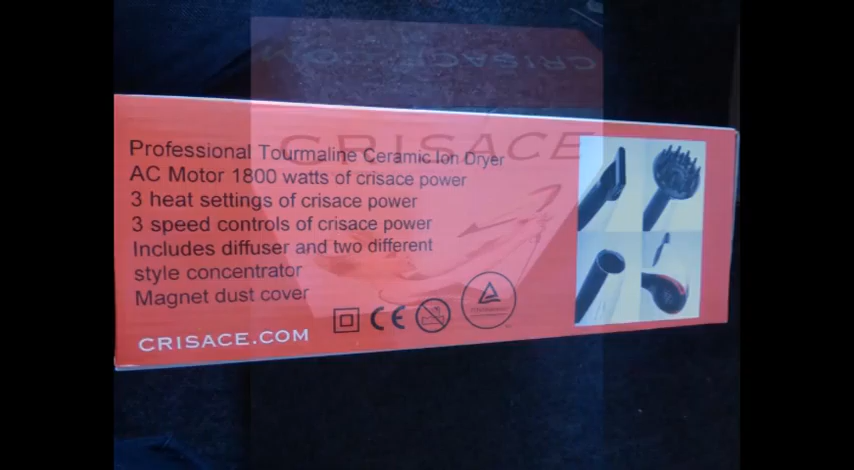 CRISACE.COM
CRISACE
Professional Tourmaline Ceramic Ion Dryer
AC Motor 1800 watts of crisace power
3 heat settings of crisace power
3 speed controls of crisace power
Includes diffuser and two different
style concentrator
Magnet dust cover
CE
CRISACE.COM